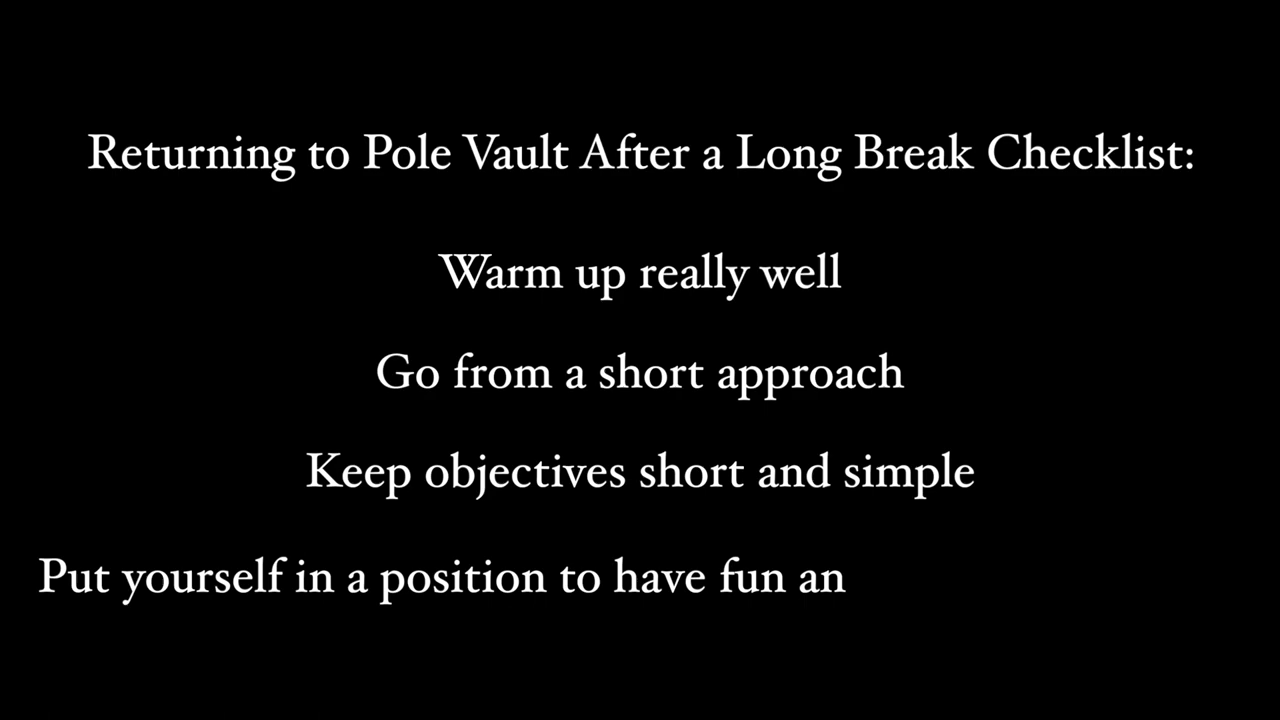 Returning to Pole Vault After a Long Break Checklist:
Warm up really well
Go from a short approach
Keep objectives short and simple
Put yourself in a position to have fun an